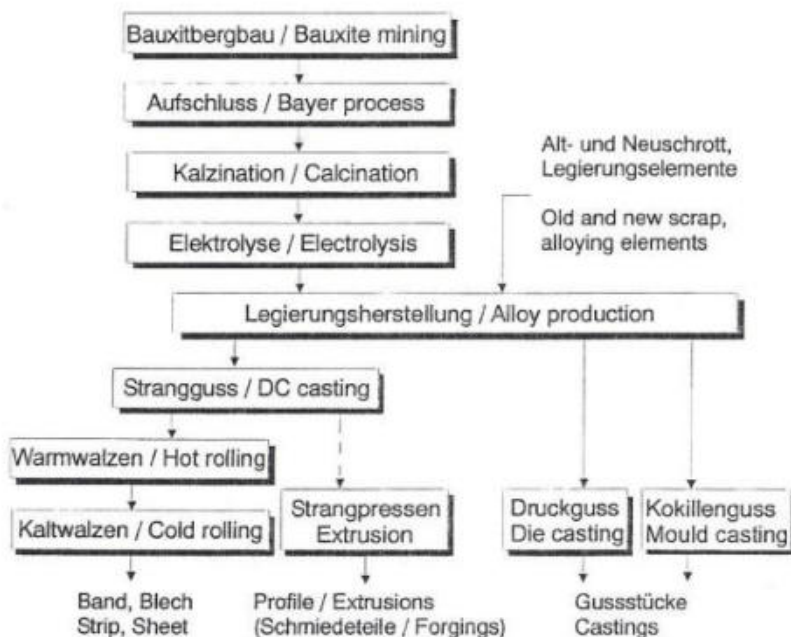 Bauxitbergbau / Bauxite mining
Aufschluss / Bayer process
Kalzination / Calcination
Alt- und Neuschrott,
Legierungselemente
Old and new scrap,
alloying elements
Elektrolyse / Electrolysis
Legierungsherstellung / Alloy production
Strangguss / DC casting
Warmwalzen / Hot rolling
Kaltwalzen / Cold rolling
Strangpressen
Extrusion
Druckguss
Die casting
Kokillenguss
Mould casting
Band, Blech
Strip, Sheet
Profile / Extrusions
(Schmiedeteile / Forgings)
Gussstücke
Castings